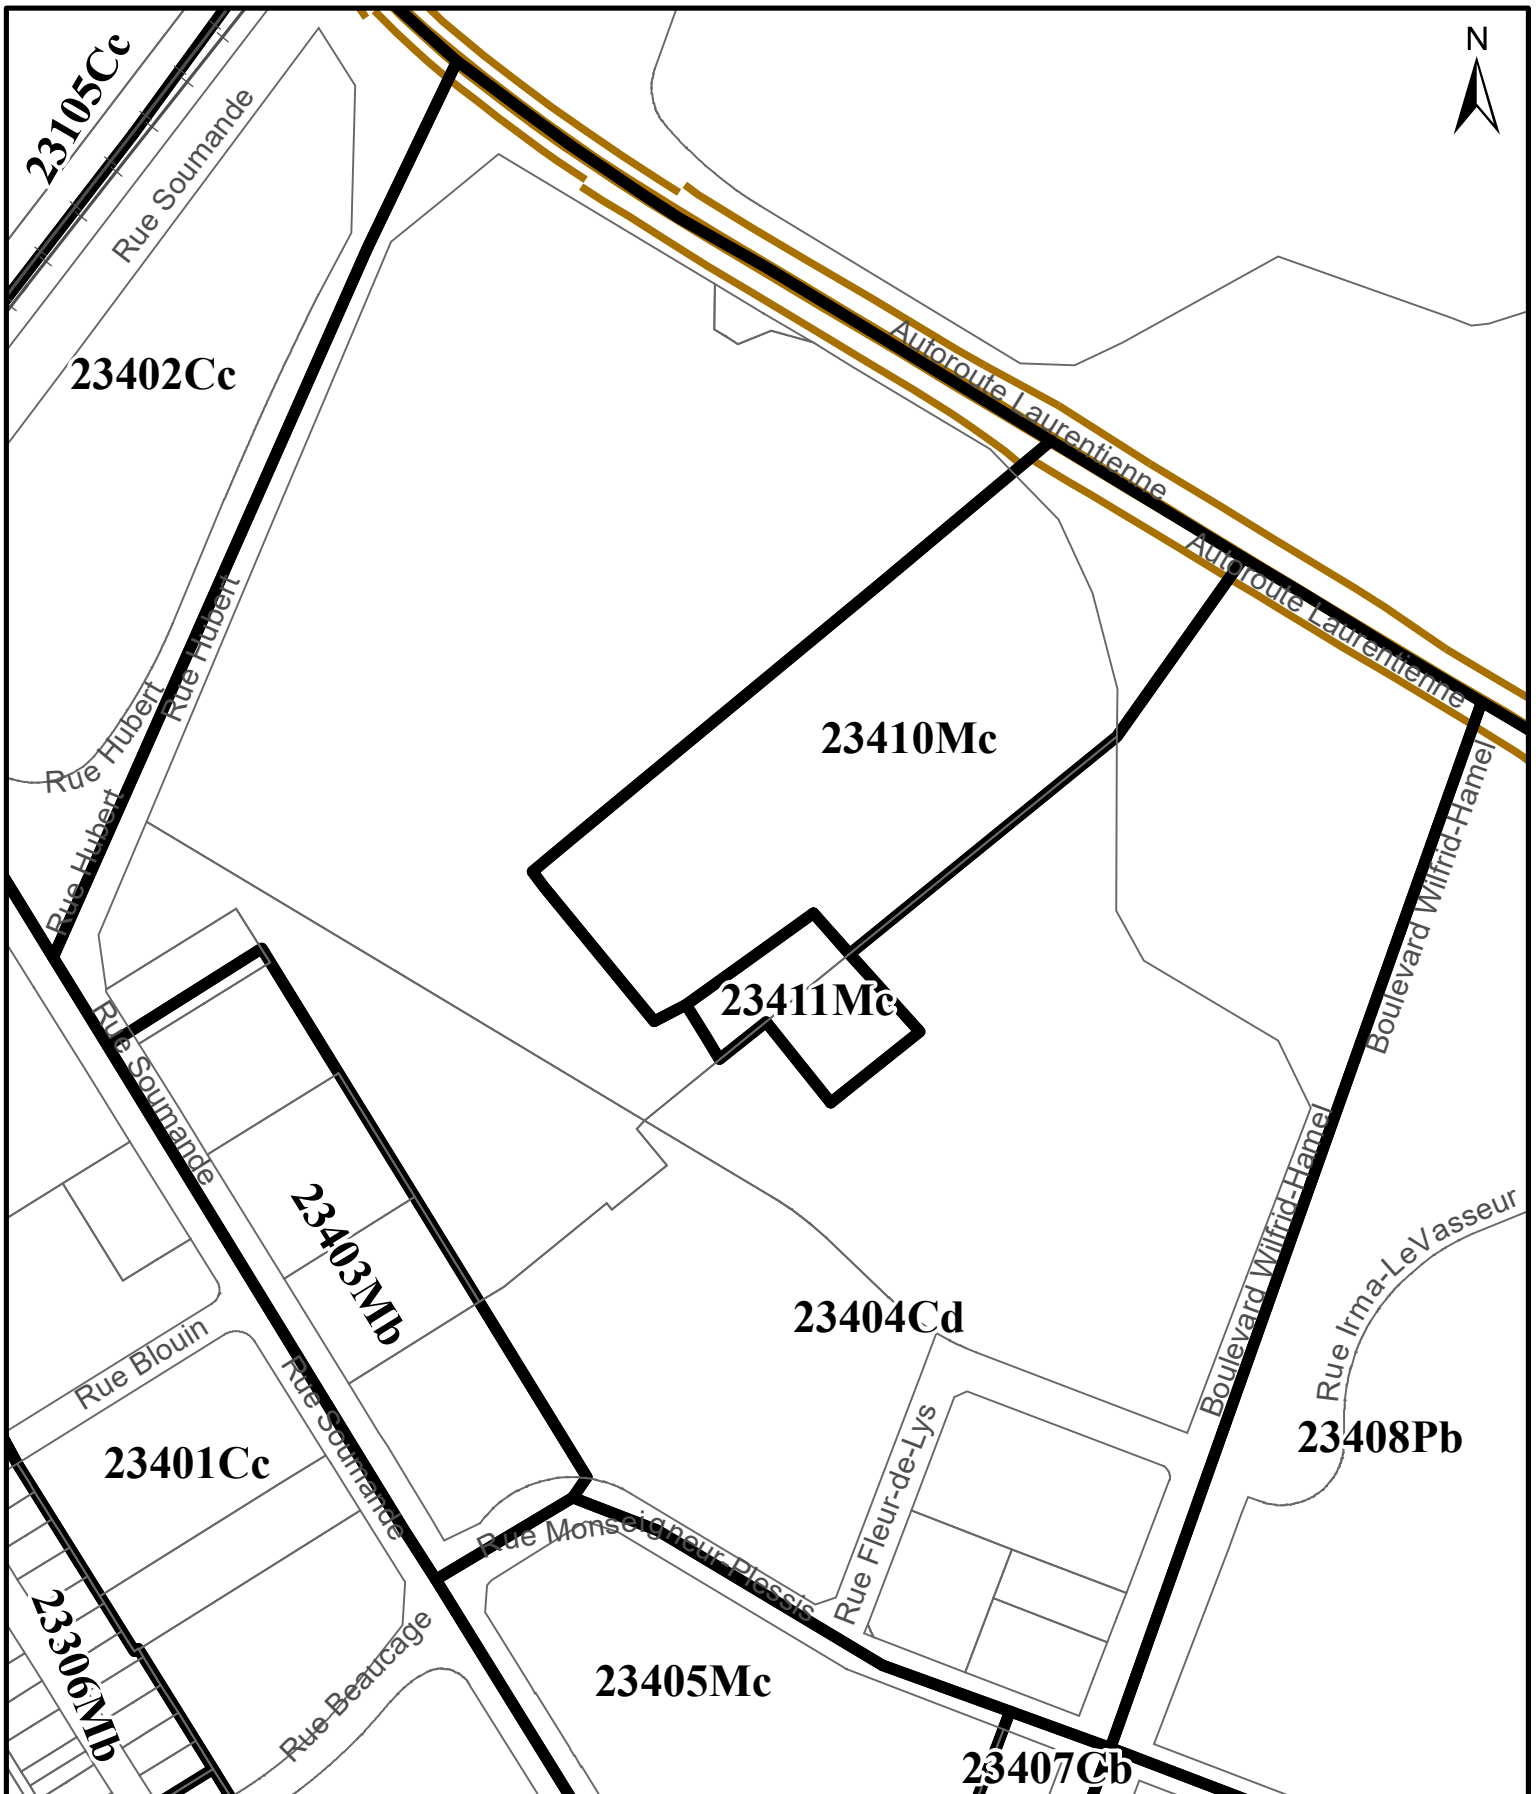 N
23105Cc
Rue Soumande
23402Cc
Autoroute Laurentienne
Autoroute Laurentienne
Rue Hubert
Rue Hubert
Rue Hubert
23410Mc
Boulevard Wilfrid-Hamel
23411Mc
Rue Soumande
Boulevard Wilfrid-Hamel
23403Mb
Rue Irma-LeVasseur
23404Cd
Rue Blouin
Rue Soumande
Rue Fleur-de-Lys
23408Pb
23401Cc
Rue Monseigneur-Plessis
23306Mb
Rue Beaucage
23405Mc
23407Cb